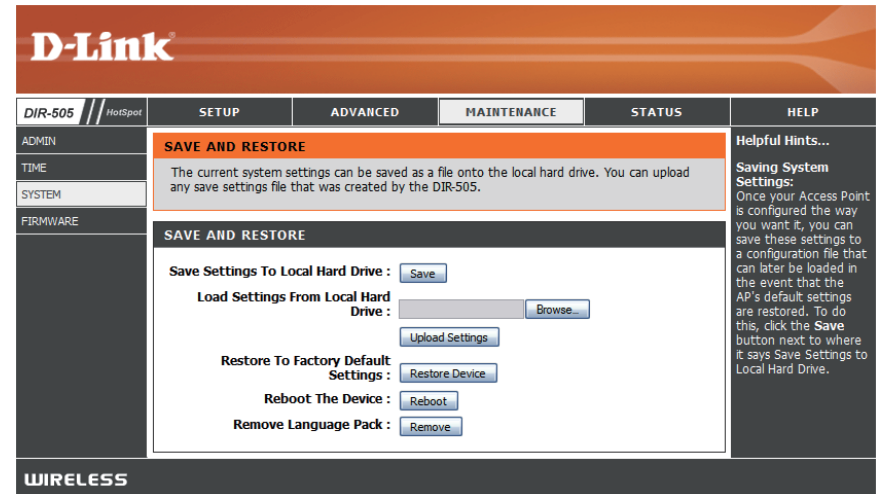 D-Link®
DIR-505 // HotSpot
SETUP
ADVANCED
MAINTENANCE
STATUS
HELP
ADMIN
TIME
SYSTEM
FIRMWARE
SAVE AND RESTORE
The current system settings can be saved as a file onto the local hard drive. You can upload
any save settings file that was created by the DIR-505.
SAVE AND RESTORE
Save Settings To Local Hard Drive :
Save
Load Settings From Local Hard
Drive :
Browse...
Upload Settings
Restore To Factory Default
Settings :
Restore Device
Reboot The Device :
Reboot
Remove Language Pack :
Remove
Helpful Hints...
Saving System
Settings:
Once your Access Point
is configured the way
you want it, you can
save these settings to
a configuration file that
can later be loaded in
the event that the
AP's default settings
are restored. To do
this, click the Save
button next to where
it says Save Settings to
Local Hard Drive.
WIRELESS